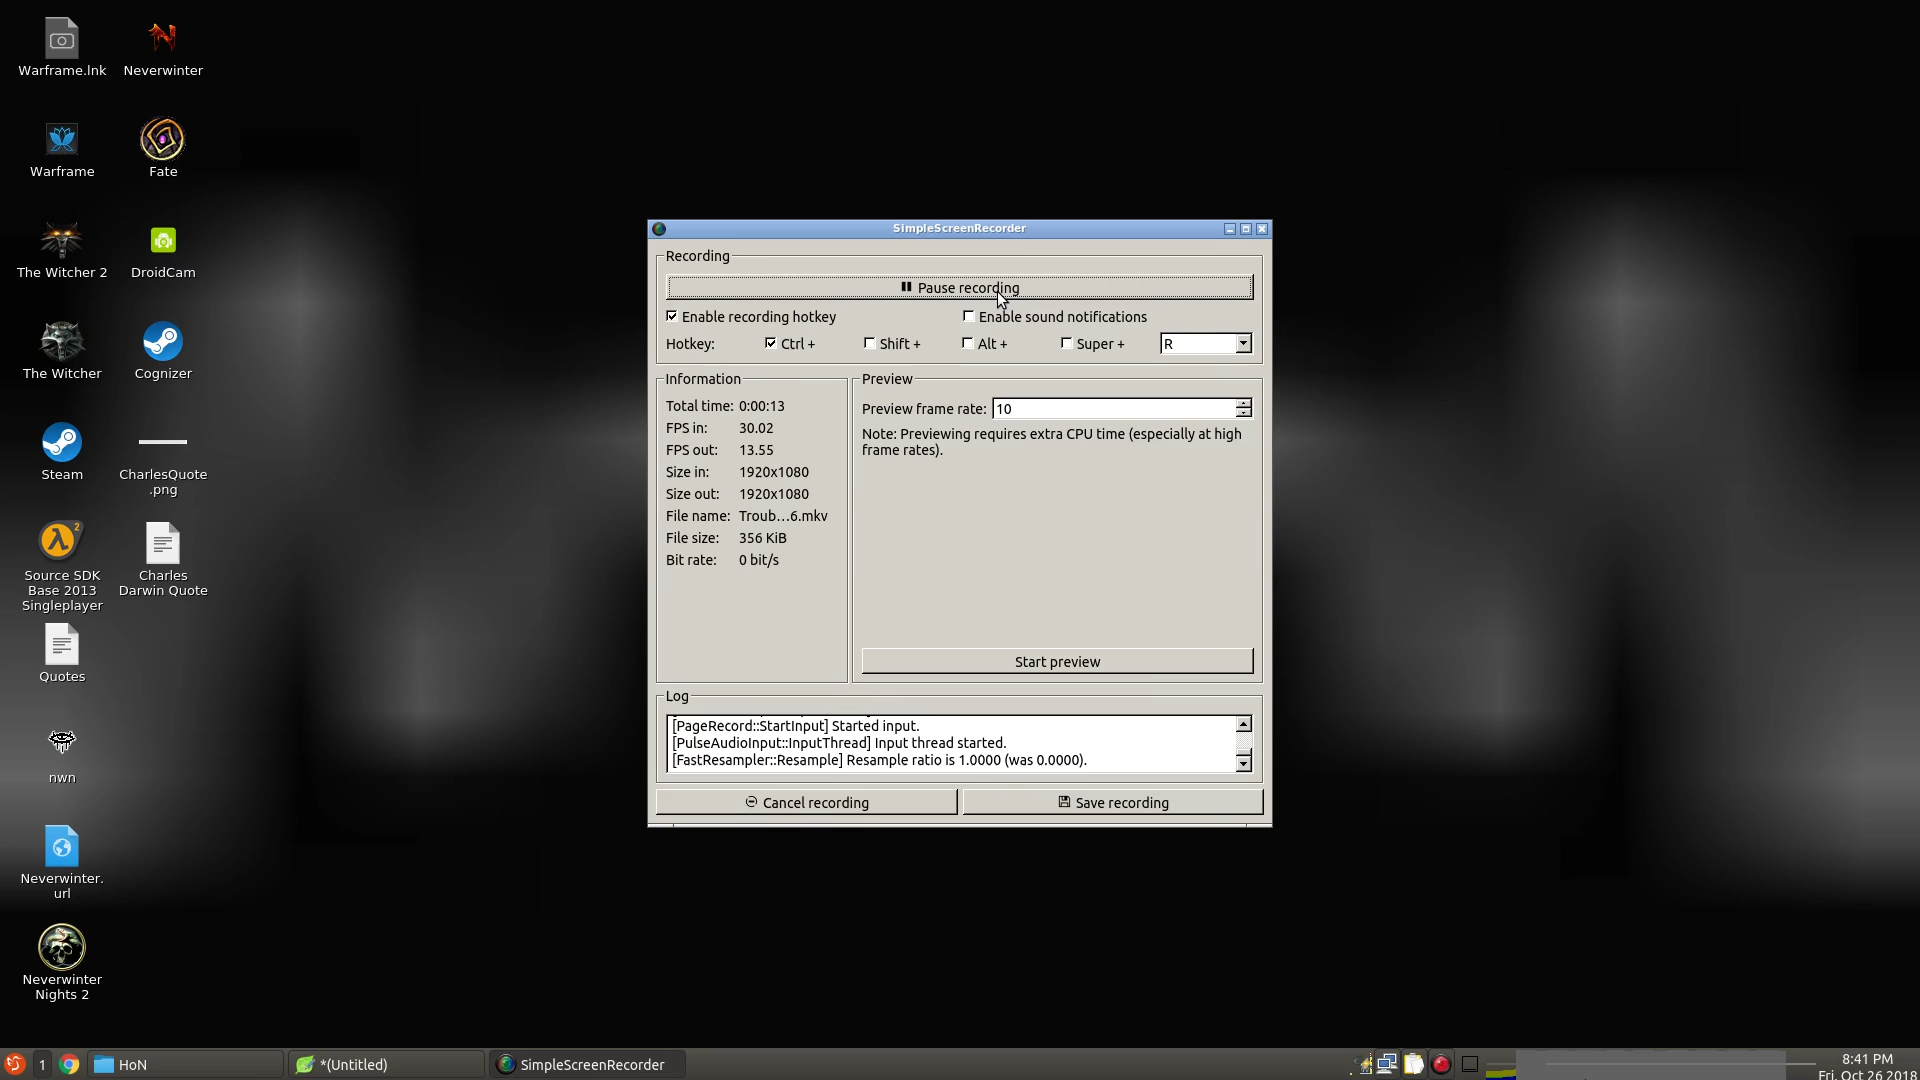 Warframe.lnk
Neverwinter
Warframe
Fate
The Witcher 2
DroidCam
The Witcher
Cognizer
Steam
CharlesQuote
.png
Source SDK
Base 2013
Singleplayer
Charles
Darwin Quote
Quotes
nwn
Neverwinter.
url
Neverwinter
Nights 2
SimpleScreenRecorder
Recording
Pause recording
Enable recording hotkey
Enable sound notifications
Hotkey: Ctrl + Shift + Alt + Super + R
Information
Total time: 0:00:13
FPS in: 30.02
FPS out: 13.55
Size in: 1920x1080
Size out: 1920x1080
File name: Troub...6.mkv
File size: 356 KiB
Bit rate: 0 bit/s
Preview
Preview frame rate: 10
Note: Previewing requires extra CPU time (especially at high
frame rates).
Start preview
Log
[PageRecord::StartInput] Started input.
[PulseAudioInput::InputThread] Input thread started.
[FastResampler::Resample] Resample ratio is 1.0000 (was 0.0000).
Cancel recording
Save recording
1
HoN
*(Untitled)
SimpleScreenRecorder
8:41 PM
Fri, Oct 26 2018